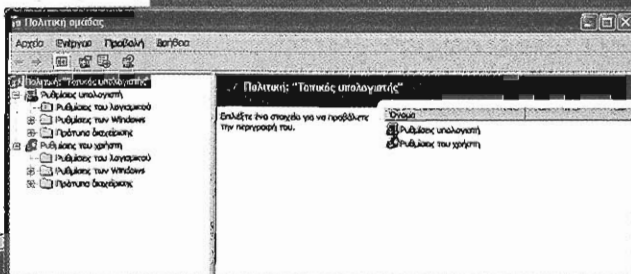 Πολιτική ομάδας
Αρχείο Ενέργεια Προβολή Βοήθεια
Πολιτική: "Τοπικός υπολογιστής"
Ρυθμίσεις υπολογιστή
Ρυθμίσεις του λογισμικού
Ρυθμίσεις των Windows
Πρότυπα διαχείρισης
Ρυθμίσεις του χρήστη
Ρυθμίσεις του λογισμικού
Ρυθμίσεις των Windows
Πρότυπα διαχείρισης
Πολιτική: "Τοπικός υπολογιστής"
Επιλέξτε ένα στοιχείο για να προβάλετε
την περιγραφή του.
Όνομα
Ρυθμίσεις υπολογιστή
Ρυθμίσεις του χρήστη